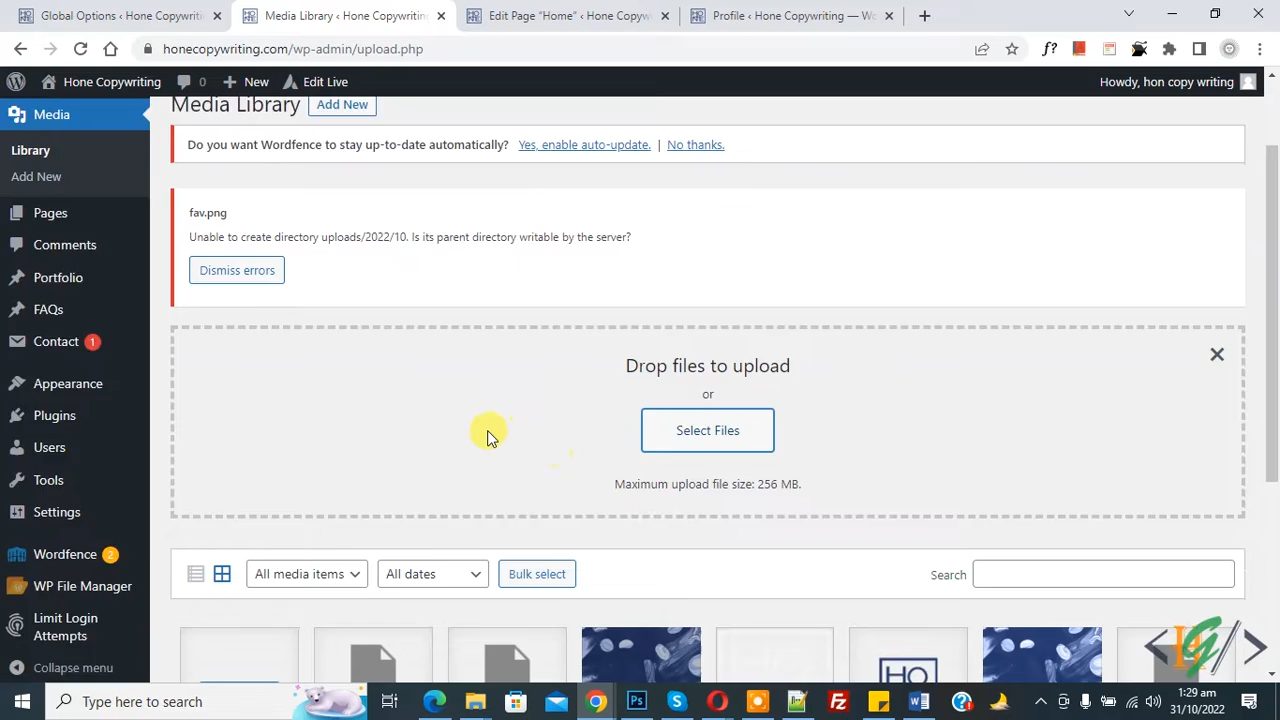 Global Options ‹ Hone Copywriti
Media Library ‹ Hone Copywriting
Edit Page “Home” ‹ Hone Copyw
Profile ‹ Hone Copywriting — Wo
honecopywriting.com/wp-admin/upload.php
f?
Hone Copywriting
0
New
Edit Live
Howdy, hon copy writing
Media
Library
Add New
Pages
Comments
Portfolio
FAQs
Contact 1
Appearance
Plugins
Users
Tools
Settings
Wordfence 2
WP File Manager
Limit Login
Attempts
Collapse menu
Media Library
Add New
Do you want Wordfence to stay up-to-date automatically? Yes, enable auto-update. | No thanks.
fav.png
Unable to create directory uploads/2022/10. Is its parent directory writable by the server?
Dismiss errors
Drop files to upload
or
Select Files
Maximum upload file size: 256 MB.
All media items
All dates
Bulk select
Search
HO
Type here to search
1:29 am
31/10/2022